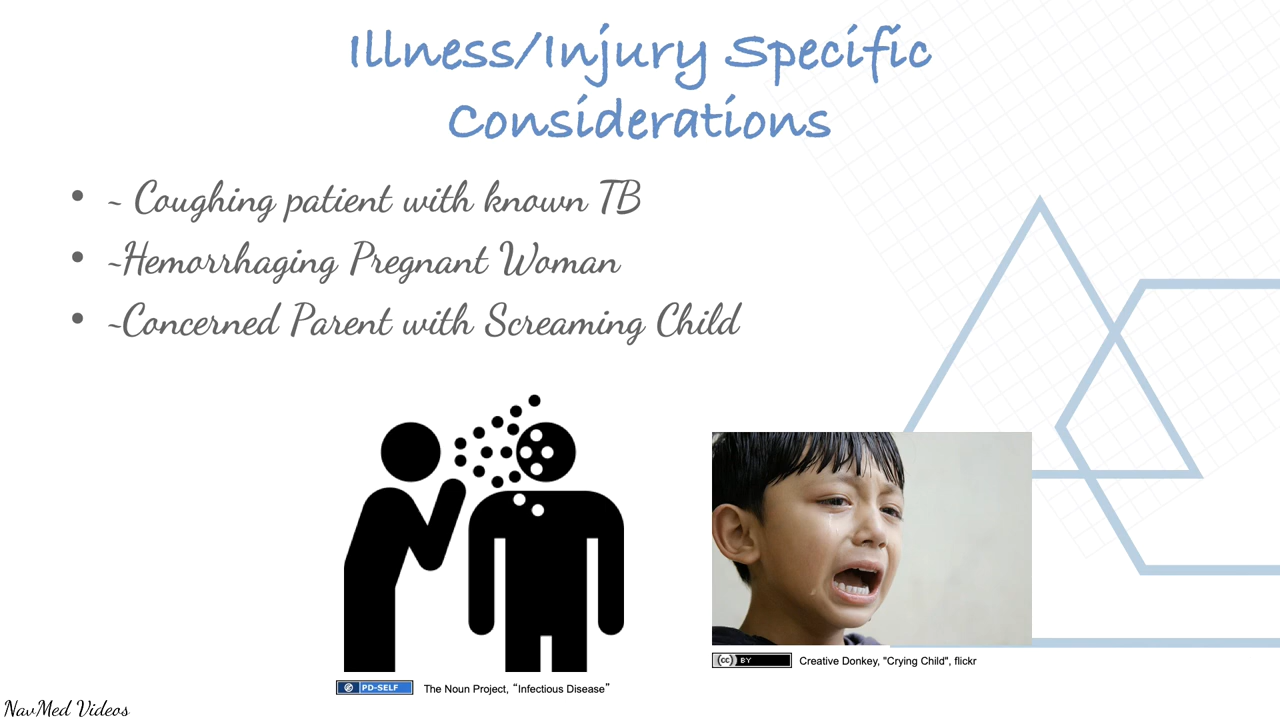 Illness/Injury Specific
Considerations
• ~ Coughing patient with known TB
• ~Hemorrhaging Pregnant Woman
• ~Concerned Parent with Screaming Child
(cc) BY
Creative Donkey, "Crying Child", flickr
PD-SELF
The Noun Project, “Infectious Disease”
NavMed Videos